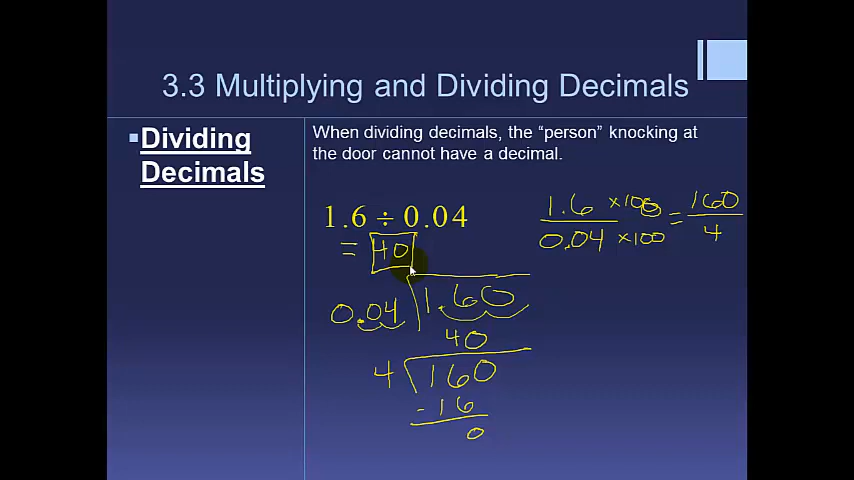 3.3 Multiplying and Dividing Decimals
Dividing
Decimals
When dividing decimals, the “person” knocking at
the door cannot have a decimal.
1.6 ÷ 0.04
= 40
1.6 ×100
0.04 ×100
= 160
4
0.04 1.60
40
4 160
-16
0